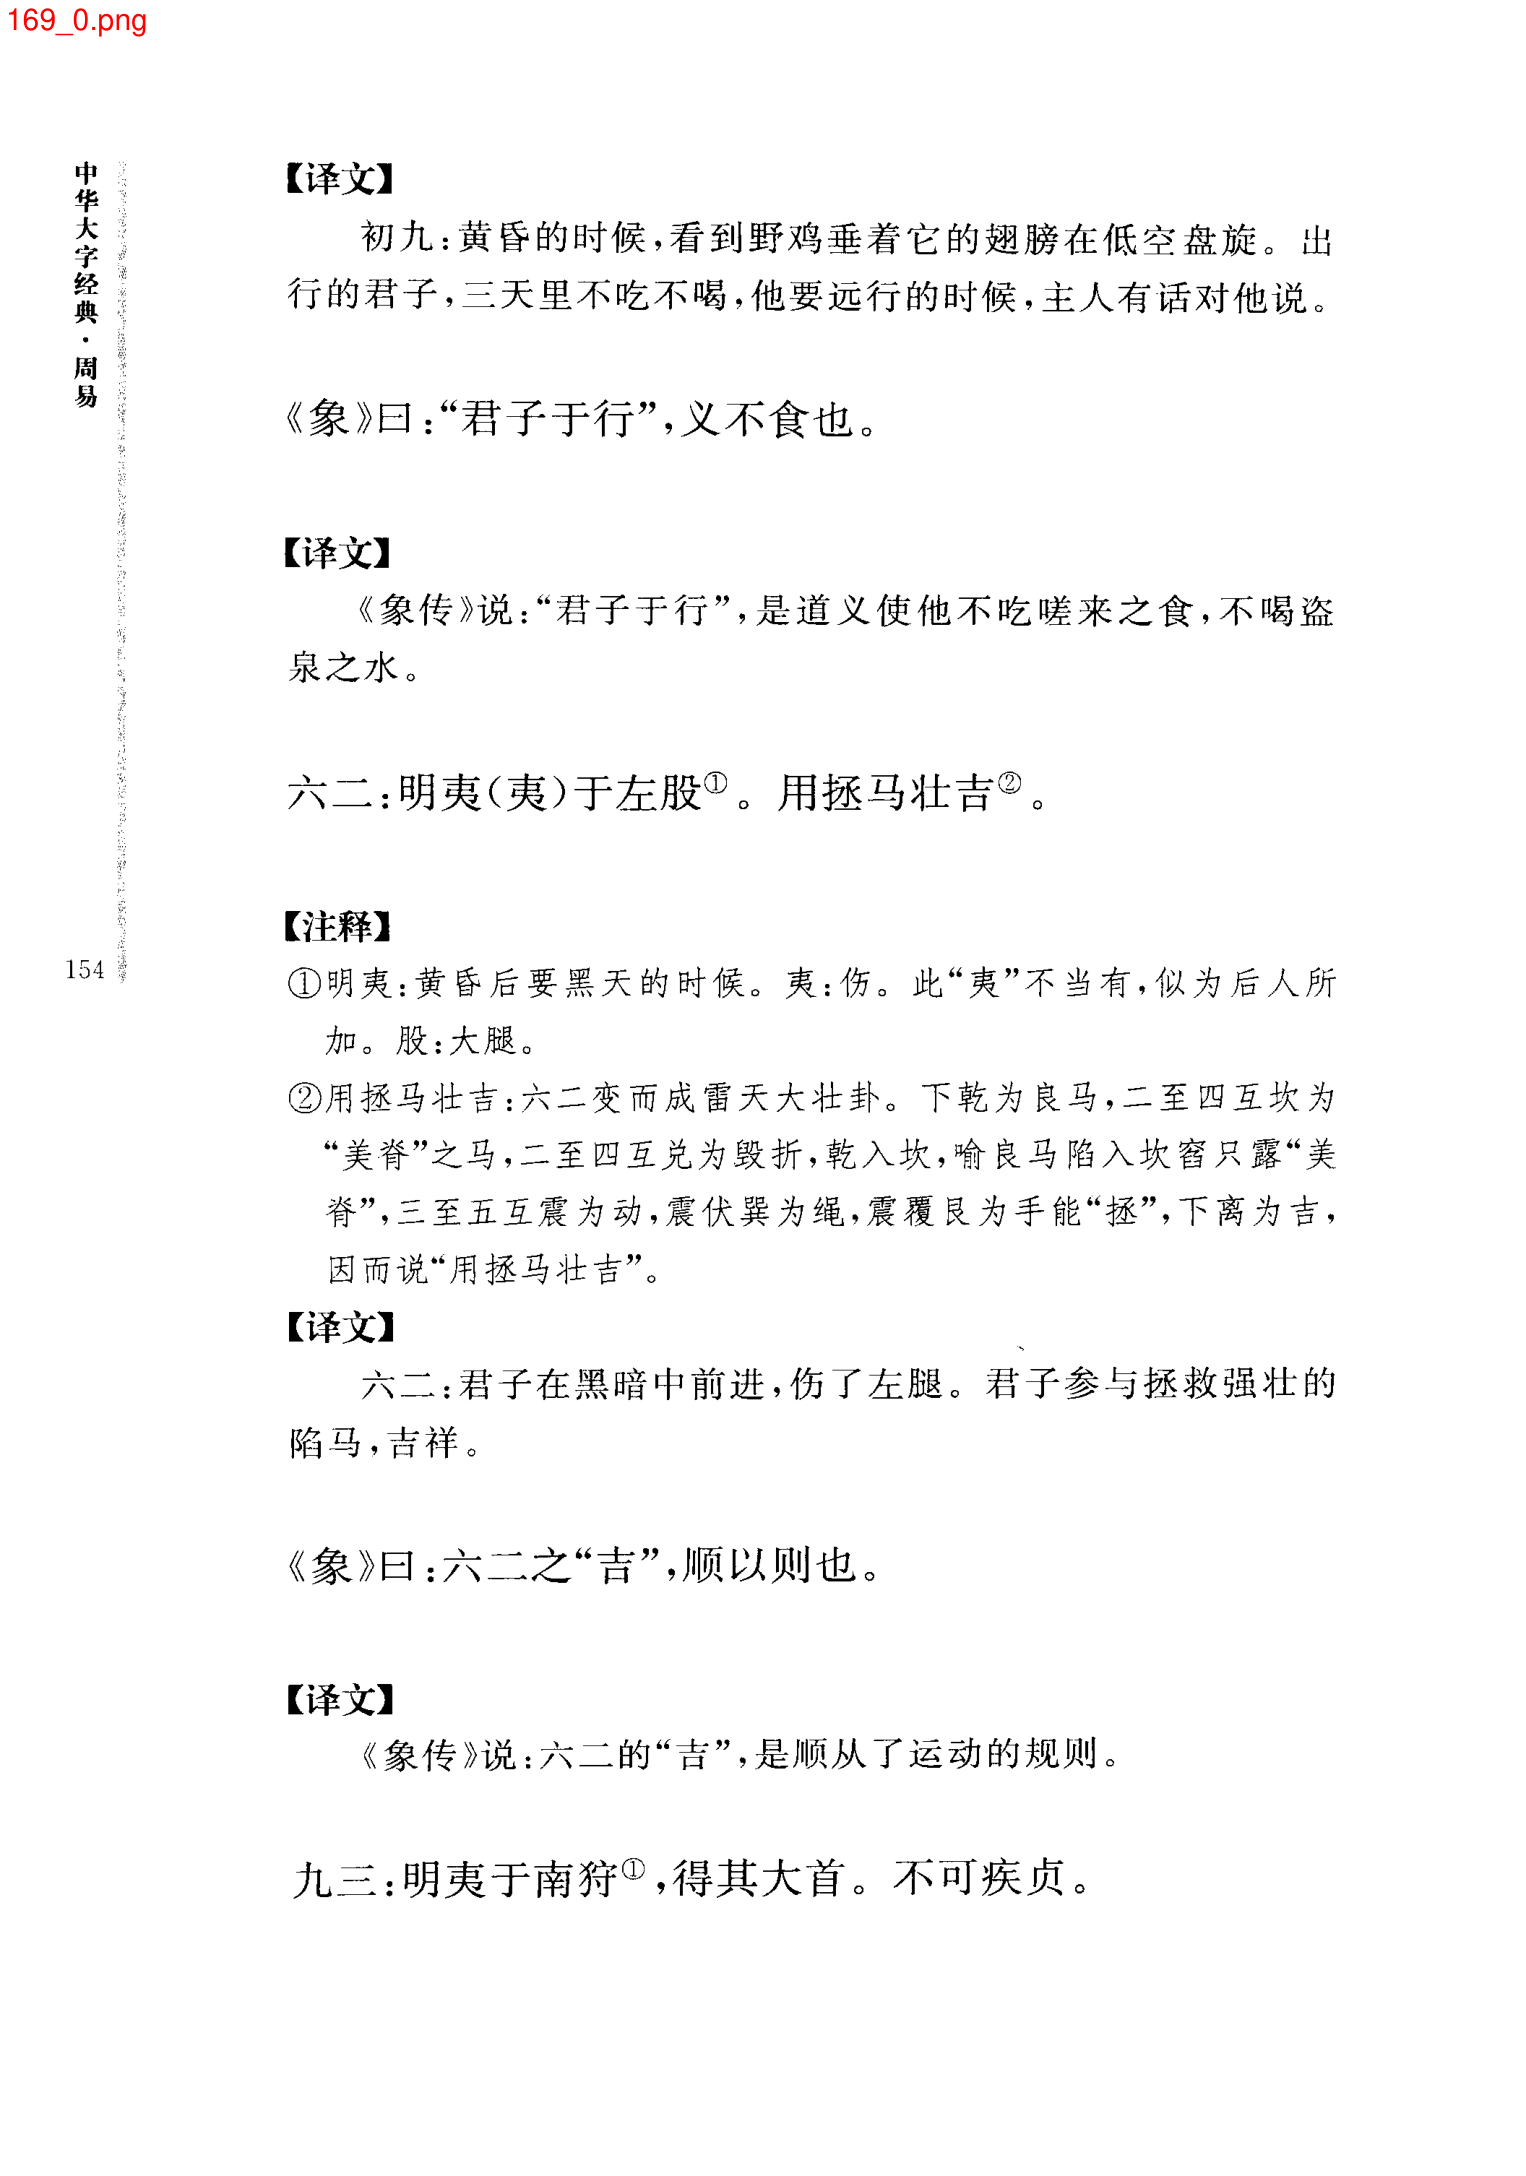 169_0.png
中华大字经典·周易
154
【译文】
初九:黄昏的时候,看到野鸡垂着它的翅膀在低空盘旋。出
行的君子,三天里不吃不喝,他要远行的时候,主人有话对他说。
《象》曰:“君子于行”,义不食也。
【译文】
《象传》说:“君子于行”,是道义使他不吃嗟来之食,不喝盗
泉之水。
六二:明夷(夷)于左股①。用拯马壮吉②。
【注释】
①明夷:黄昏后要黑天的时候。夷:伤。此“夷”不当有,似为后人所
加。股:大腿。
②用拯马壮吉:六二变而成雷天大壮卦。下乾为良马,二至四互坎为
“美脊”之马,二至四互兑为毁折,乾入坎,喻良马陷入坎窞只露“美
脊”,三至五互震为动,震伏巽为绳,震覆艮为手能“拯”,下离为吉,
因而说“用拯马壮吉”。
【译文】
六二:君子在黑暗中前进,伤了左腿。君子参与拯救强壮的
陷马,吉祥。
《象》曰:六二之“吉”,顺以则也。
【译文】
《象传》说:六二的“吉”,是顺从了运动的规则。
九三:明夷于南狩①,得其大首。不可疾贞。